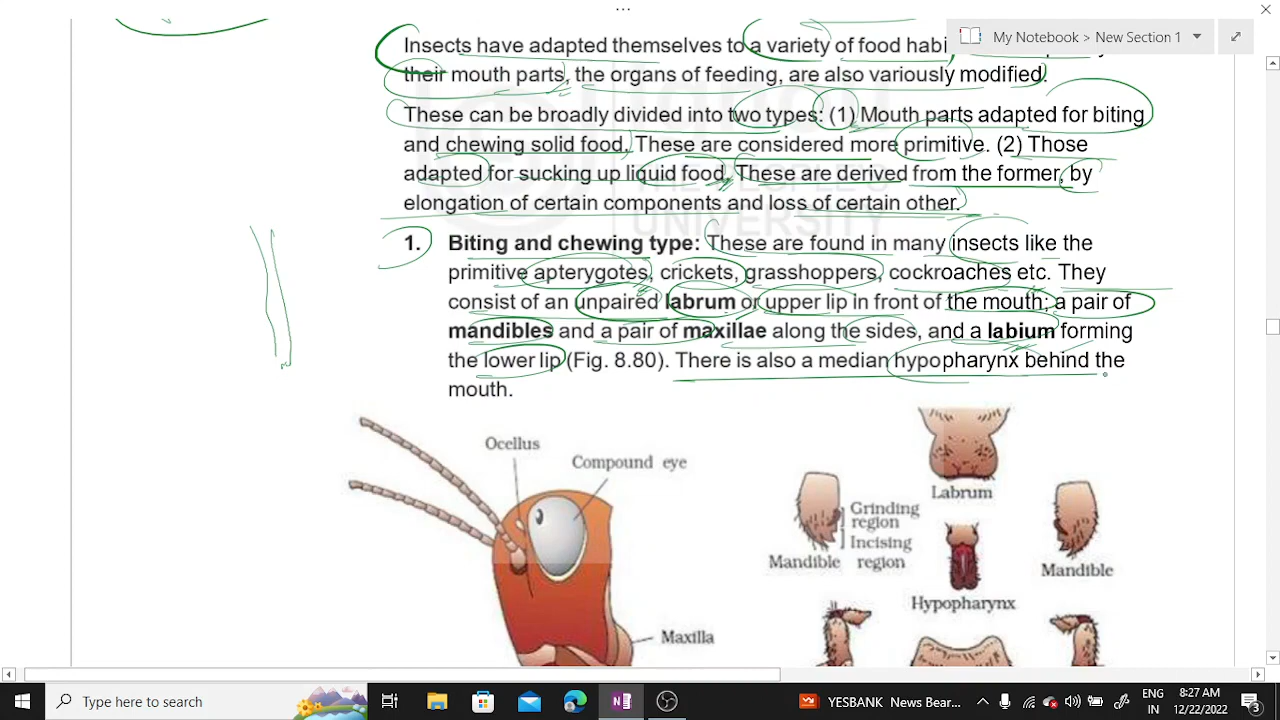 ...
My Notebook > New Section 1
Insects have adapted themselves to a variety of food habi
their mouth parts, the organs of feeding, are also variously modified.
These can be broadly divided into two types: (1) Mouth parts adapted for biting
and chewing solid food. These are considered more primitive. (2) Those
adapted for sucking up liquid food. These are derived from the former, by
elongation of certain components and loss of certain other.
1. Biting and chewing type: These are found in many insects like the
primitive apterygotes, crickets, grasshoppers, cockroaches etc. They
consist of an unpaired labrum or upper lip in front of the mouth; a pair of
mandibles and a pair of maxillae along the sides, and a labium forming
the lower lip (Fig. 8.80). There is also a median hypopharynx behind the
mouth.
Ocellus
Compound eye
Maxilla
Labrum
Grinding
region
Incising
Mandible region
Mandible
Hypopharynx
THE PEOPLE'S
UNIVERSITY
Type here to search
YESBANK News Bear...
ENG
IN
8:27 AM
12/22/2022